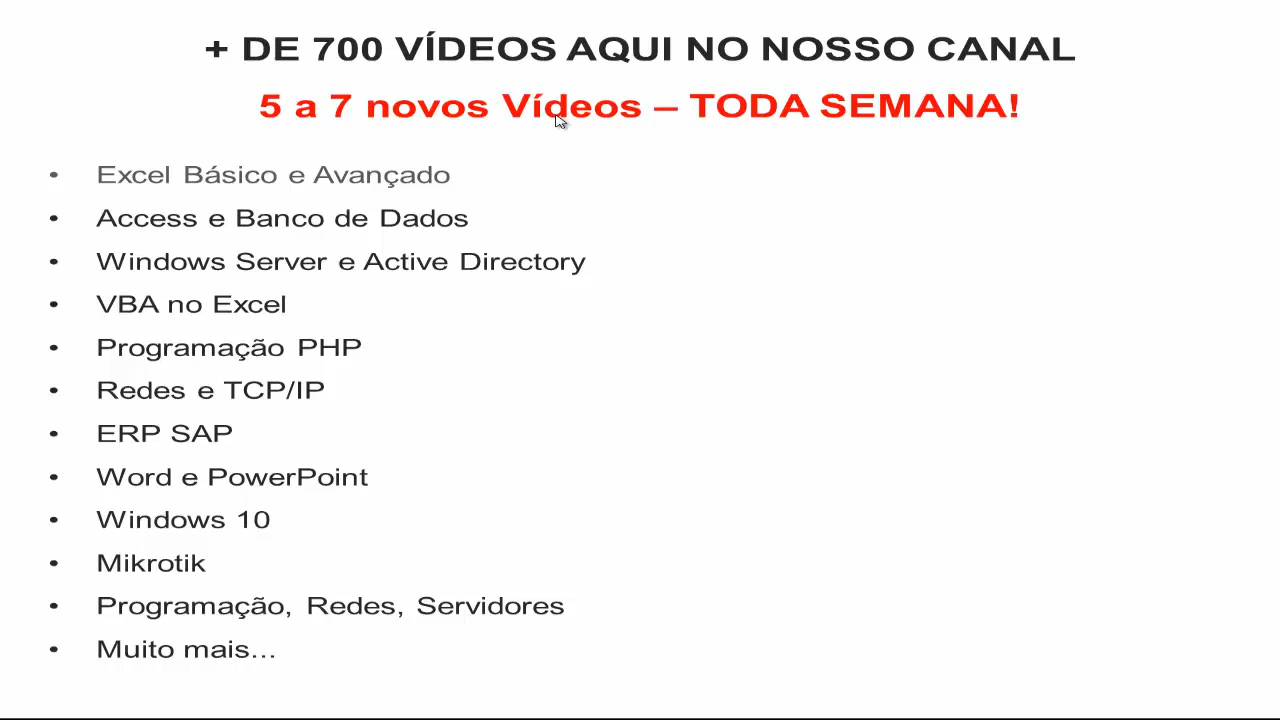 + DE 700 VÍDEOS AQUI NO NOSSO CANAL
5 a 7 novos Vídeos – TODA SEMANA!
• Excel Básico e Avançado
• Access e Banco de Dados
• Windows Server e Active Directory
• VBA no Excel
• Programação PHP
• Redes e TCP/IP
• ERP SAP
• Word e PowerPoint
• Windows 10
• Mikrotik
• Programação, Redes, Servidores
• Muito mais...